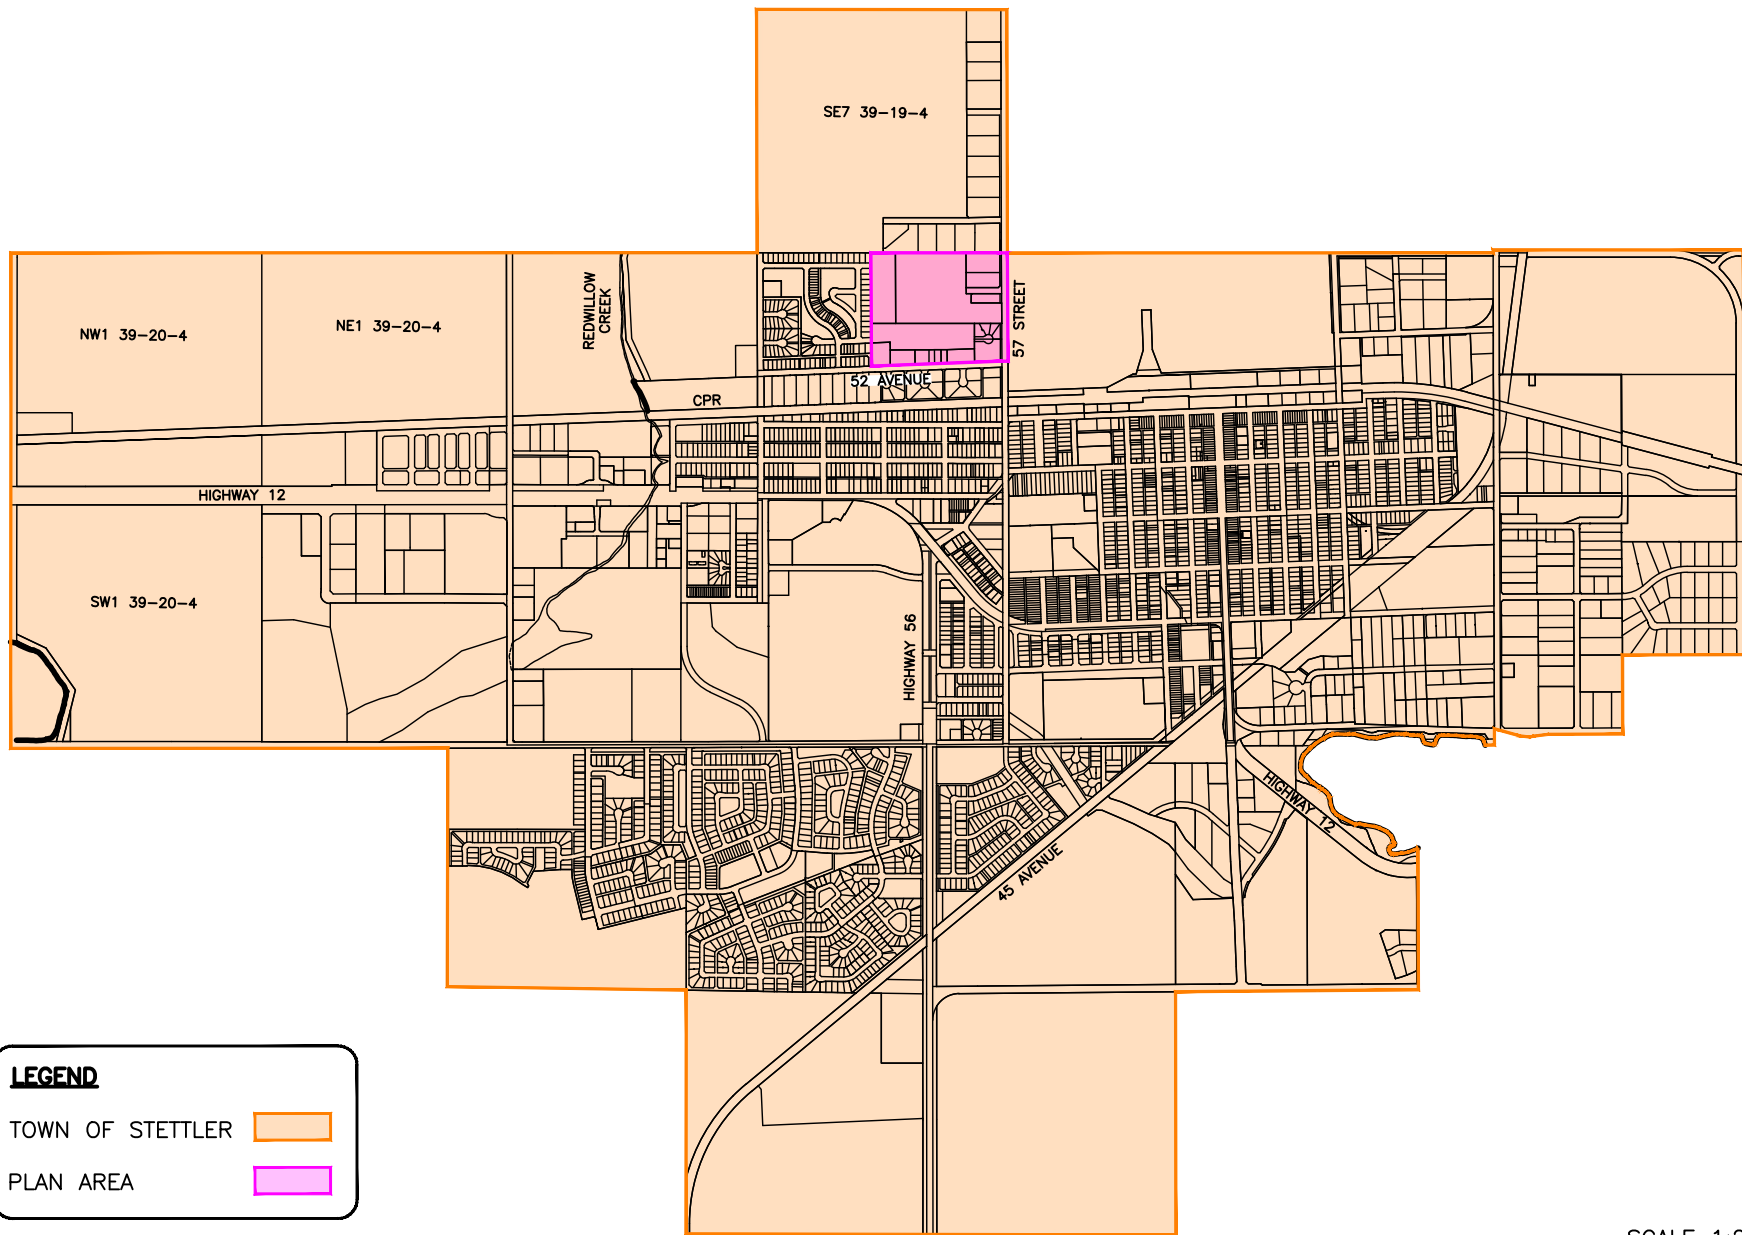 SE7 39-19-4
REDWILLOW
CREEK
57 STREET
NW1 39-20-4
NE1 39-20-4
52 AVENUE
CPR
HIGHWAY 12
SW1 39-20-4
HIGHWAY 56
HIGHWAY 12
45 AVENUE
LEGEND
TOWN OF STETTLER
PLAN AREA